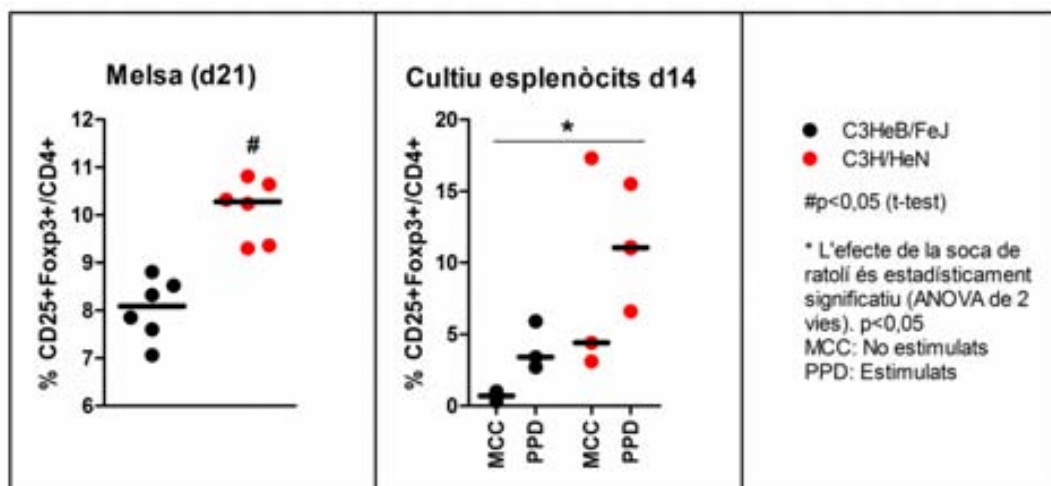 Melsa (d21)
% CD25+Foxp3+/CD4+
12
11
10
9
8
7
6
#
Cultiu esplenòcits d14
% CD25+Foxp3+/CD4+
20
15
10
5
0
*
MCC
PPD
MCC
PPD
C3HeB/FeJ
C3H/HeN
#p<0,05 (t-test)
* L'efecte de la soca de
ratolí és estadísticament
significatiu (ANOVA de 2
vies). p<0,05
MCC: No estimulats
PPD: Estimulats